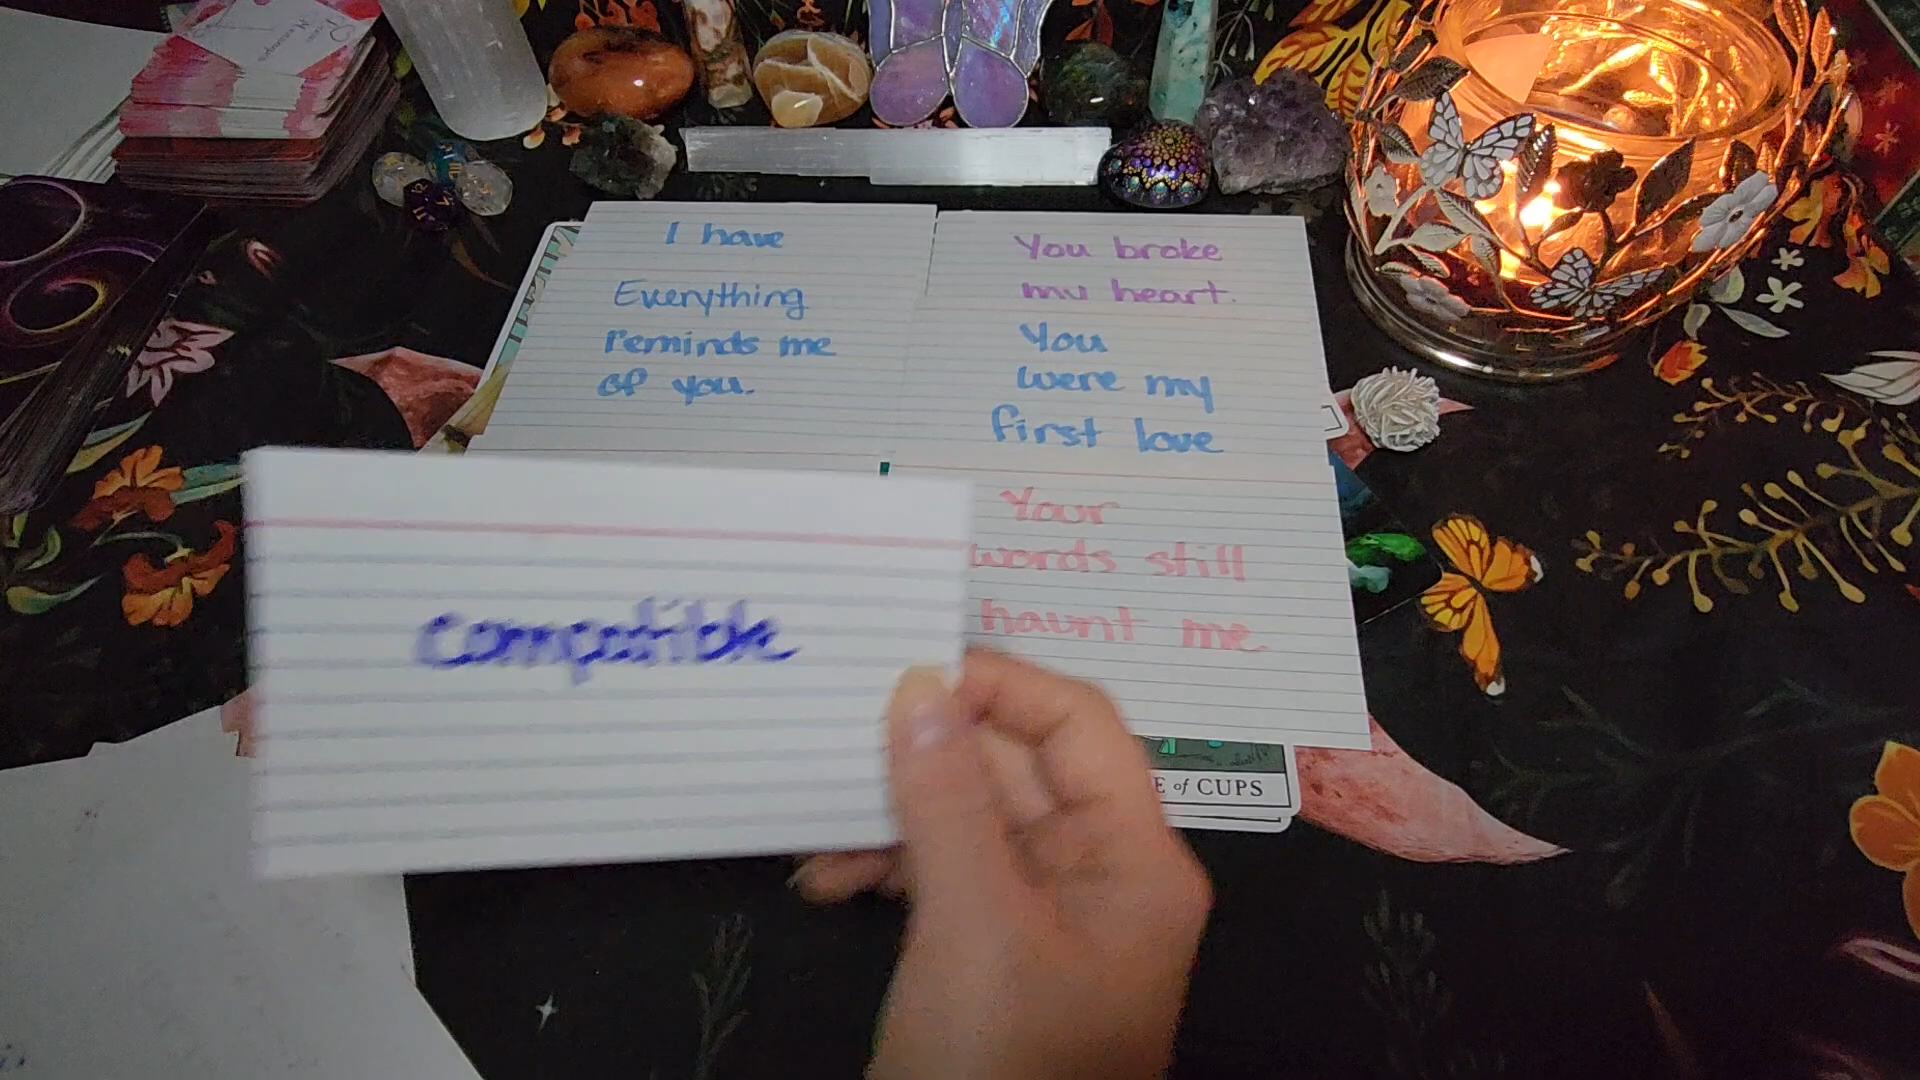 I have
Everything
reminds me
of you.
You broke
my heart.
You
were my
first love
Your
words still
haunt me
compatible
of CUPS